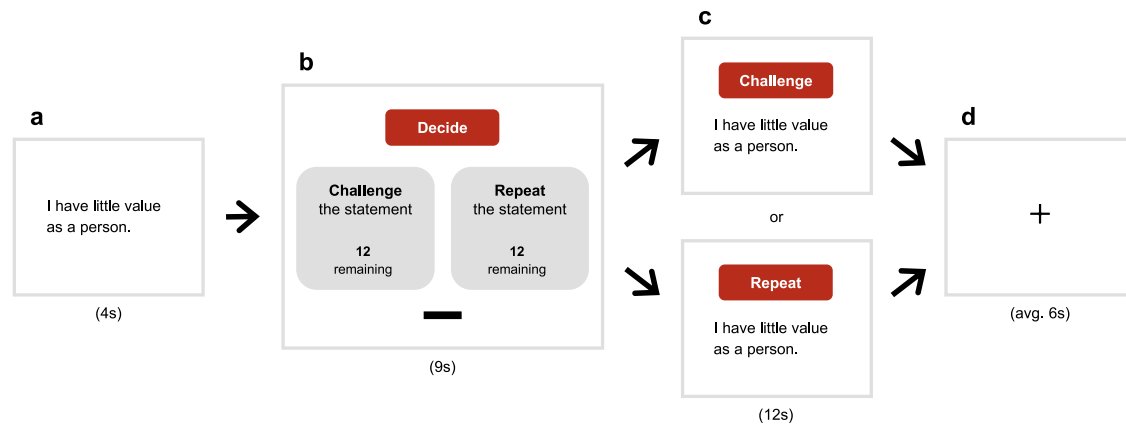 a
I have little value
as a person.
(4s)
b
Decide
Challenge
the statement
12
remaining
Repeat
the statement
12
remaining
(9s)
c
Challenge
I have little value
as a person.
or
Repeat
I have little value
as a person.
(12s)
d
+
(avg. 6s)